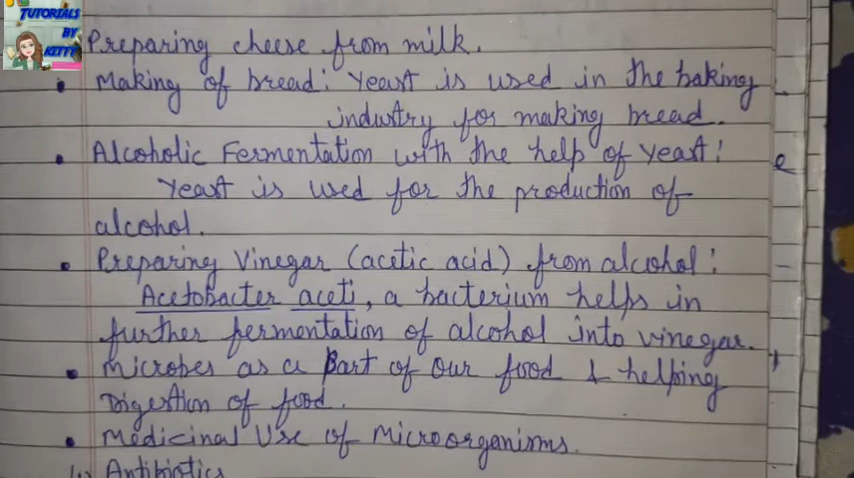 TUTORIALS
BY
KITTY
Preparing cheese from milk.
• Making of bread: Yeast is used in the baking
industry for making bread.
• Alcoholic Fermentation with the help of yeast:
Yeast is used for the production of
alcohol.
• Preparing Vinegar (acetic acid) from alcohol:
Acetobacter aceti, a bacterium helps in
further fermentation of alcohol into vinegar.
• Microbes as a Part of our food & helping
Digestion of food.
• Medicinal Use of Microorganisms.
Antibiotics